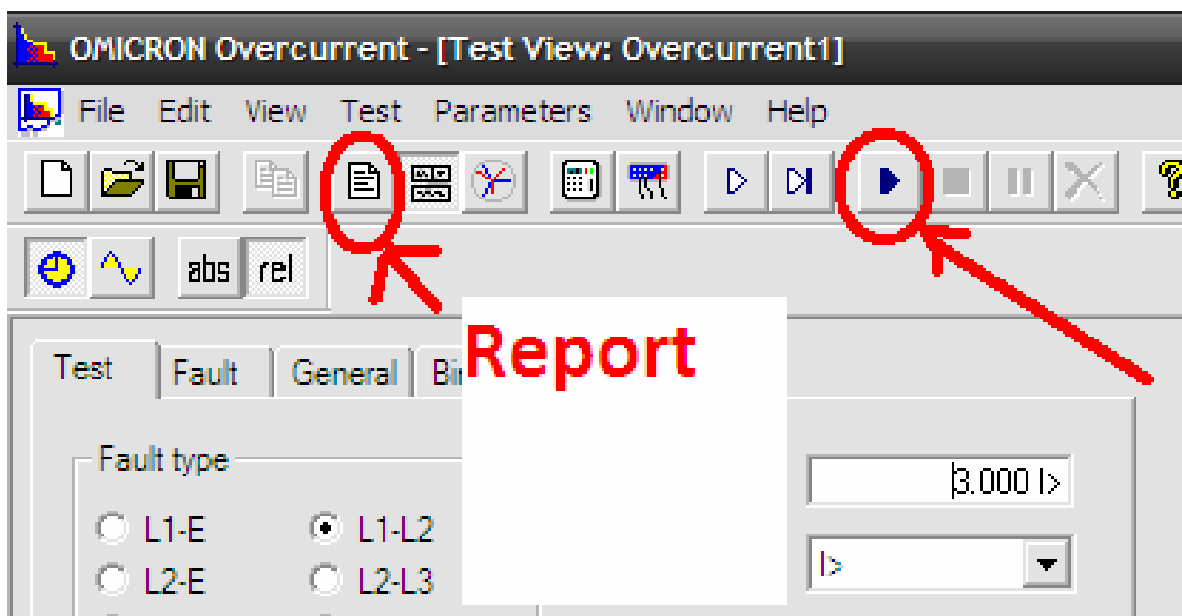 OMICRON Overcurrent - [Test View: Overcurrent1]
File Edit View Test Parameters Window Help
abs rel
Report
Test Fault General
Fault type
3.000 I>
L1-E L1-L2
I>
L2-E L2-L3